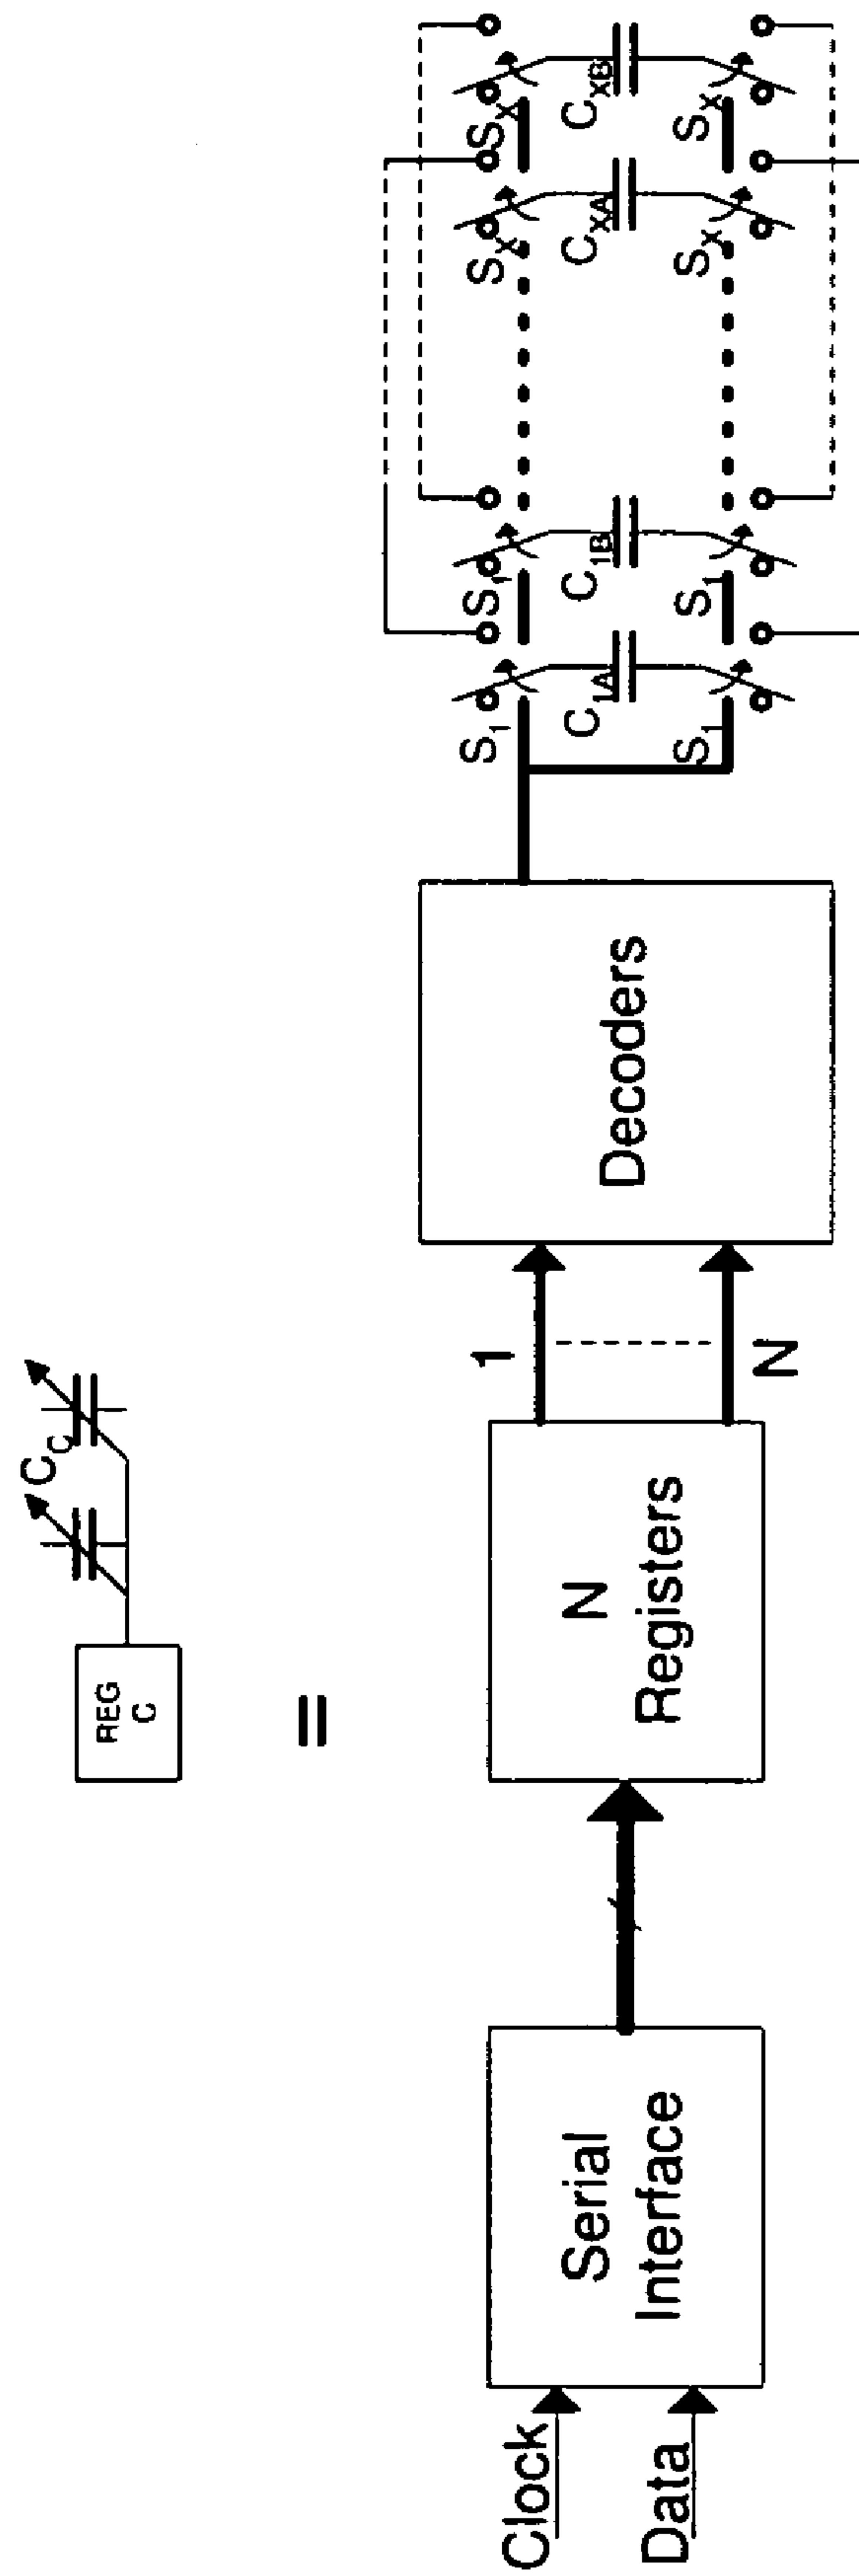 REG
C
C_C
=
Clock
Data
Serial
Interface
N
Registers
1
N
Decoders
S_1
S_1
S_X
S_X
C_1A
C_1B
C_XA
C_XB
S_1
S_1
S_X
S_X